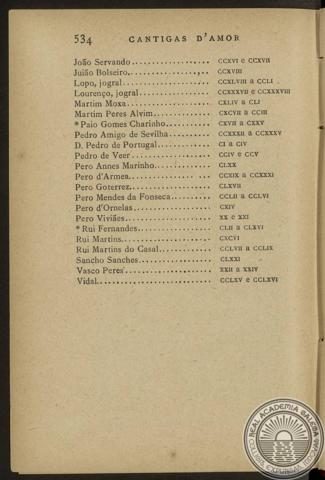 534 CANTIGAS D'AMOR
João Servando................... CCXVI e CCXVII
Juião Bolseiro................... CCXVIII
Lopo, jogral..................... CCXLVIII a CCLI
Lourenço, jogral................. CCXXXVII e CCXXXVIII
Martim Moxa...................... CXLIV a CLI
Martim Peres Alvim............... CXCVII a CCIII
*Paio Gomes Charinho............. CXVII a CXXV
Pedro Amigo de Sevilha........... CCXXXII a CCXXXV
D. Pedro de Portugal............. CI a CIV
Pedro de Veer.................... CCIV e CCV
Pero Annes Marinho............... CLXX
Pero d'Armea..................... CCXIX a CCXXXI
Pero Goterrez.................... CLXVII
Pero Mendes da Fonseca........... CCLII a CCLVI
Pero d'Ornelas................... CXIV
Pero Viviães..................... XX e XXI
*Rui Fernandes................... CLII a CLXVI
Rui Martins...................... CXCVI
Rui Martins do Casal............. CCLVII a CCLIX
Sancho Sanches................... CLXXI
Vasco Peres...................... XXII a XXIV
Vidal............................ CCLXV e CCLXVI
REAL ACADEMIA GALEGA